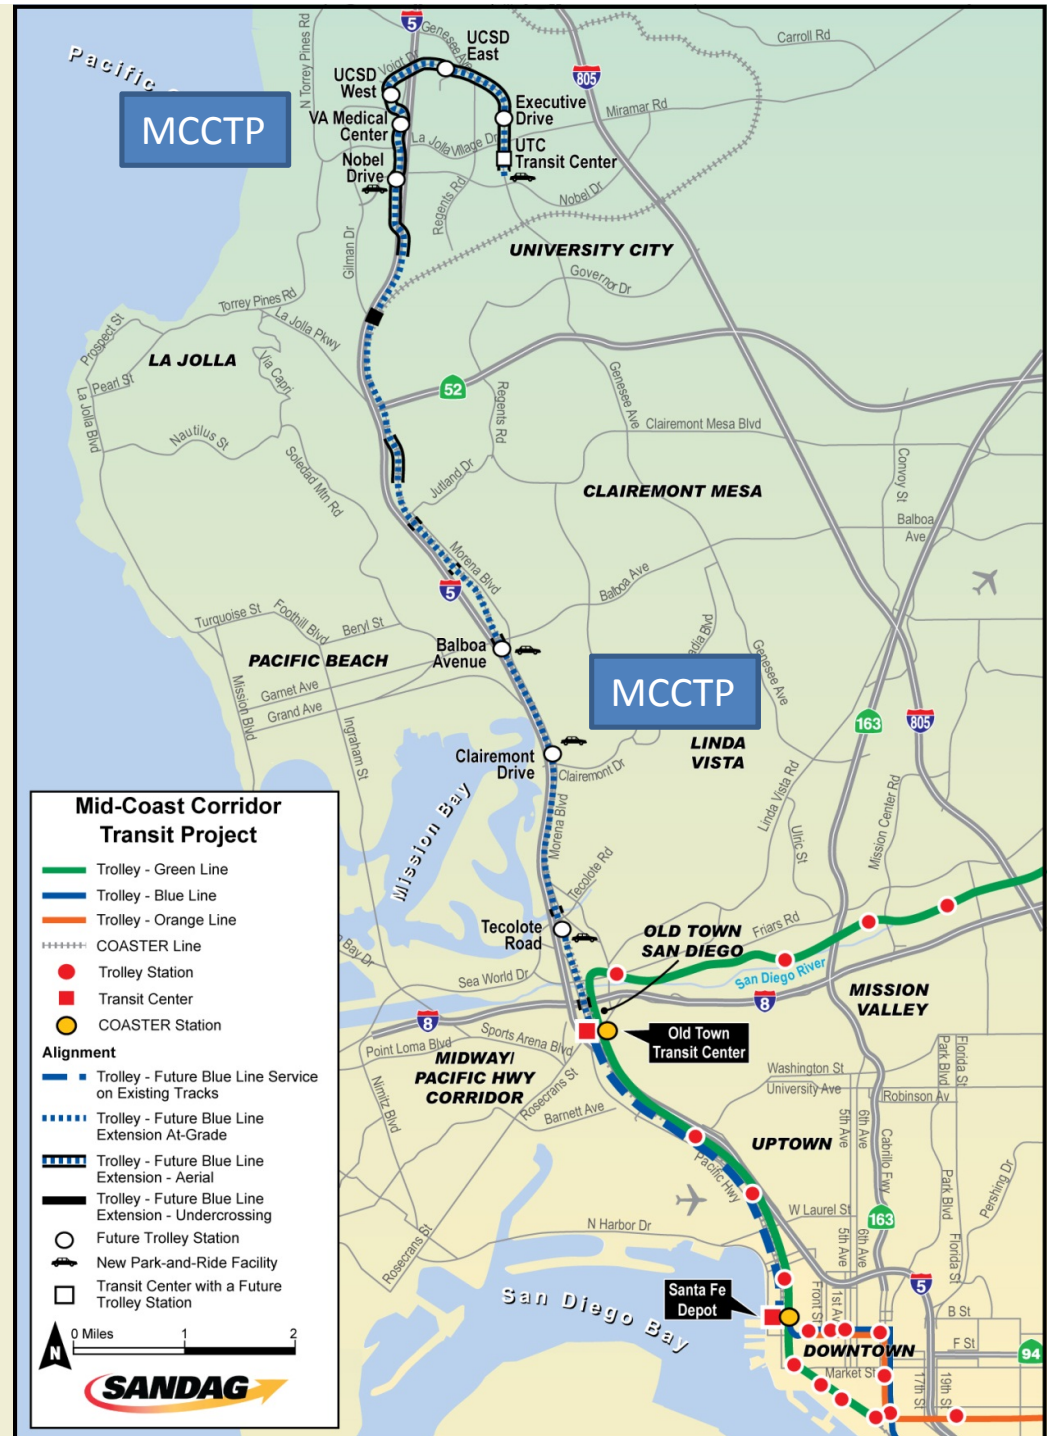 Pacific
5
Genesee Ave
UCSD
East
Carroll Rd
N Torrey Pines Rd
Voigt Dr
805
UCSD
West
Executive
Drive
Miramar Rd
MCCTP
VA Medical
Center
La Jolla Village Dr
UTC
Transit Center
Nobel
Drive
Regents Rd
Nobel Dr
Gilman Dr
UNIVERSITY CITY
Governor Dr
Torrey Pines Rd
La Jolla Pkwy
Prospect St
LA JOLLA
Via Capri
Pearl St
52
Regents Rd
Genesee Ave
La Jolla Blvd
Nautilus St
Clairemont Mesa Blvd
Soledad Mtn Rd
Jutland Dr
Convoy St
CLAIREMONT MESA
Balboa
Ave
Morena Blvd
5
Balboa Ave
Turquoise St
Foothill Blvd
Beryl St
Balboa
Avenue
PACIFIC BEACH
adia Blvd
Genesee Ave
Garnet Ave
Grand Ave
Mission Blvd
MCCTP
Ingraham St
163
805
LINDA
VISTA
Clairemont
Drive
Clairemont Dr
Mission Bay
Morena Blvd
Linda Vista Rd
Ulric St
Mission Center Rd
Mid-Coast Corridor
Transit Project
Trolley - Green Line
Trolley - Blue Line
Trolley - Orange Line
COASTER Line
Trolley Station
Transit Center
COASTER Station
Alignment
Trolley - Future Blue Line Service
on Existing Tracks
Trolley - Future Blue Line
Extension At-Grade
Trolley - Future Blue Line
Extension - Aerial
Trolley - Future Blue Line
Extension - Undercrossing
Future Trolley Station
New Park-and-Ride Facility
Transit Center with a Future
Trolley Station
0 Miles 1 2
N
SANDAG
Tecolote Rd
Tecolote
Road
OLD TOWN
SAN DIEGO
Friars Rd
Bay Dr
Sea World Dr
San Diego River
8
MISSION
VALLEY
8
Sports Arena Blvd
Point Loma Blvd
Old Town
Transit Center
MIDWAY/
PACIFIC HWY
CORRIDOR
Nimitz Blvd
Rosecrans St
Barnett Ave
Washington St
University Ave
Robinson Av
Park Blvd
Florida St
5th Ave
6th Ave
Cabrillo Fwy
UPTOWN
Pacific Hwy
Park Blvd
Pershing Dr
W Laurel St
163
N Harbor Dr
Rosecrans St
5th Ave
6th Ave
Florida St
San Diego Bay
Santa Fe
Depot
Front St
1st Av
5
B St
F St
94
DOWNTOWN
Market St
17th St
19th St